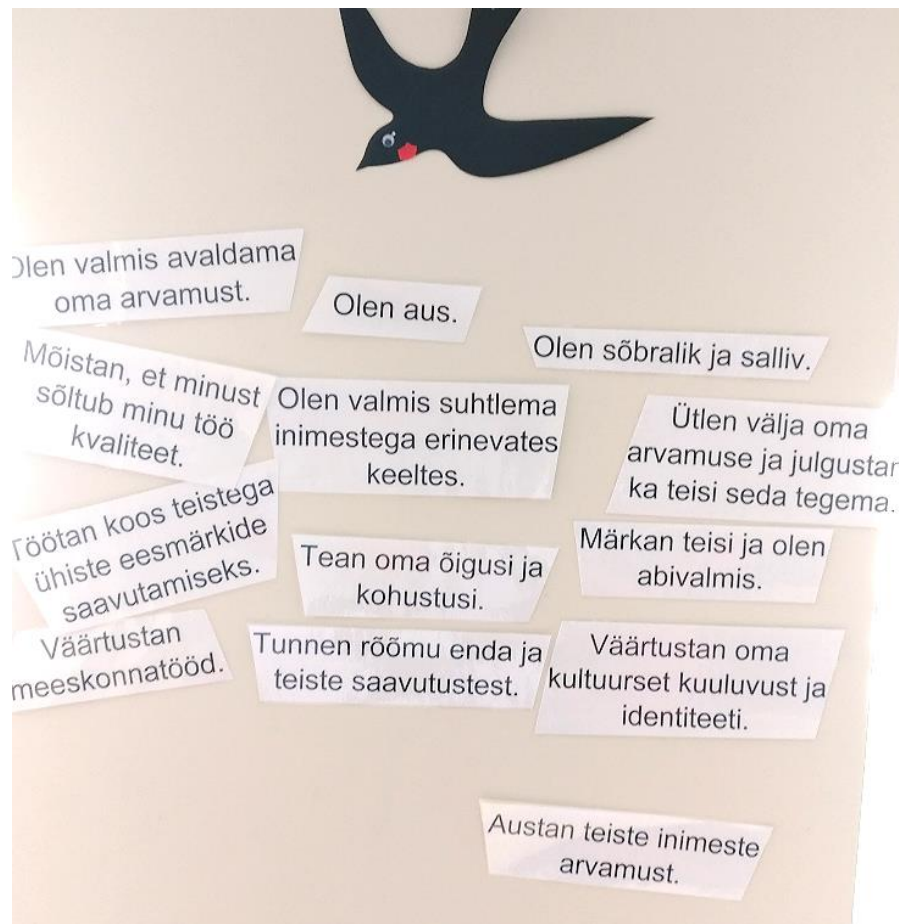 Olen valmis avaldama
oma arvamust.
Olen aus.
Olen sõbralik ja salliv.
Mõistan, et minust
sõltub minu töö
kvaliteet.
Olen valmis suhtlema
inimestega erinevates
keeltes.
Ütlen välja oma
arvamuse ja julgustan
ka teisi seda tegema.
Töötan koos teistega
ühiste eesmärkide
saavutamiseks.
Tean oma õigusi ja
kohustusi.
Märkan teisi ja olen
abivalmis.
Väärtustan
meeskonnatööd.
Tunnen rõõmu enda ja
teiste saavutustest.
Väärtustan oma
kultuurset kuuluvust ja
identiteeti.
Austan teiste inimeste
arvamust.